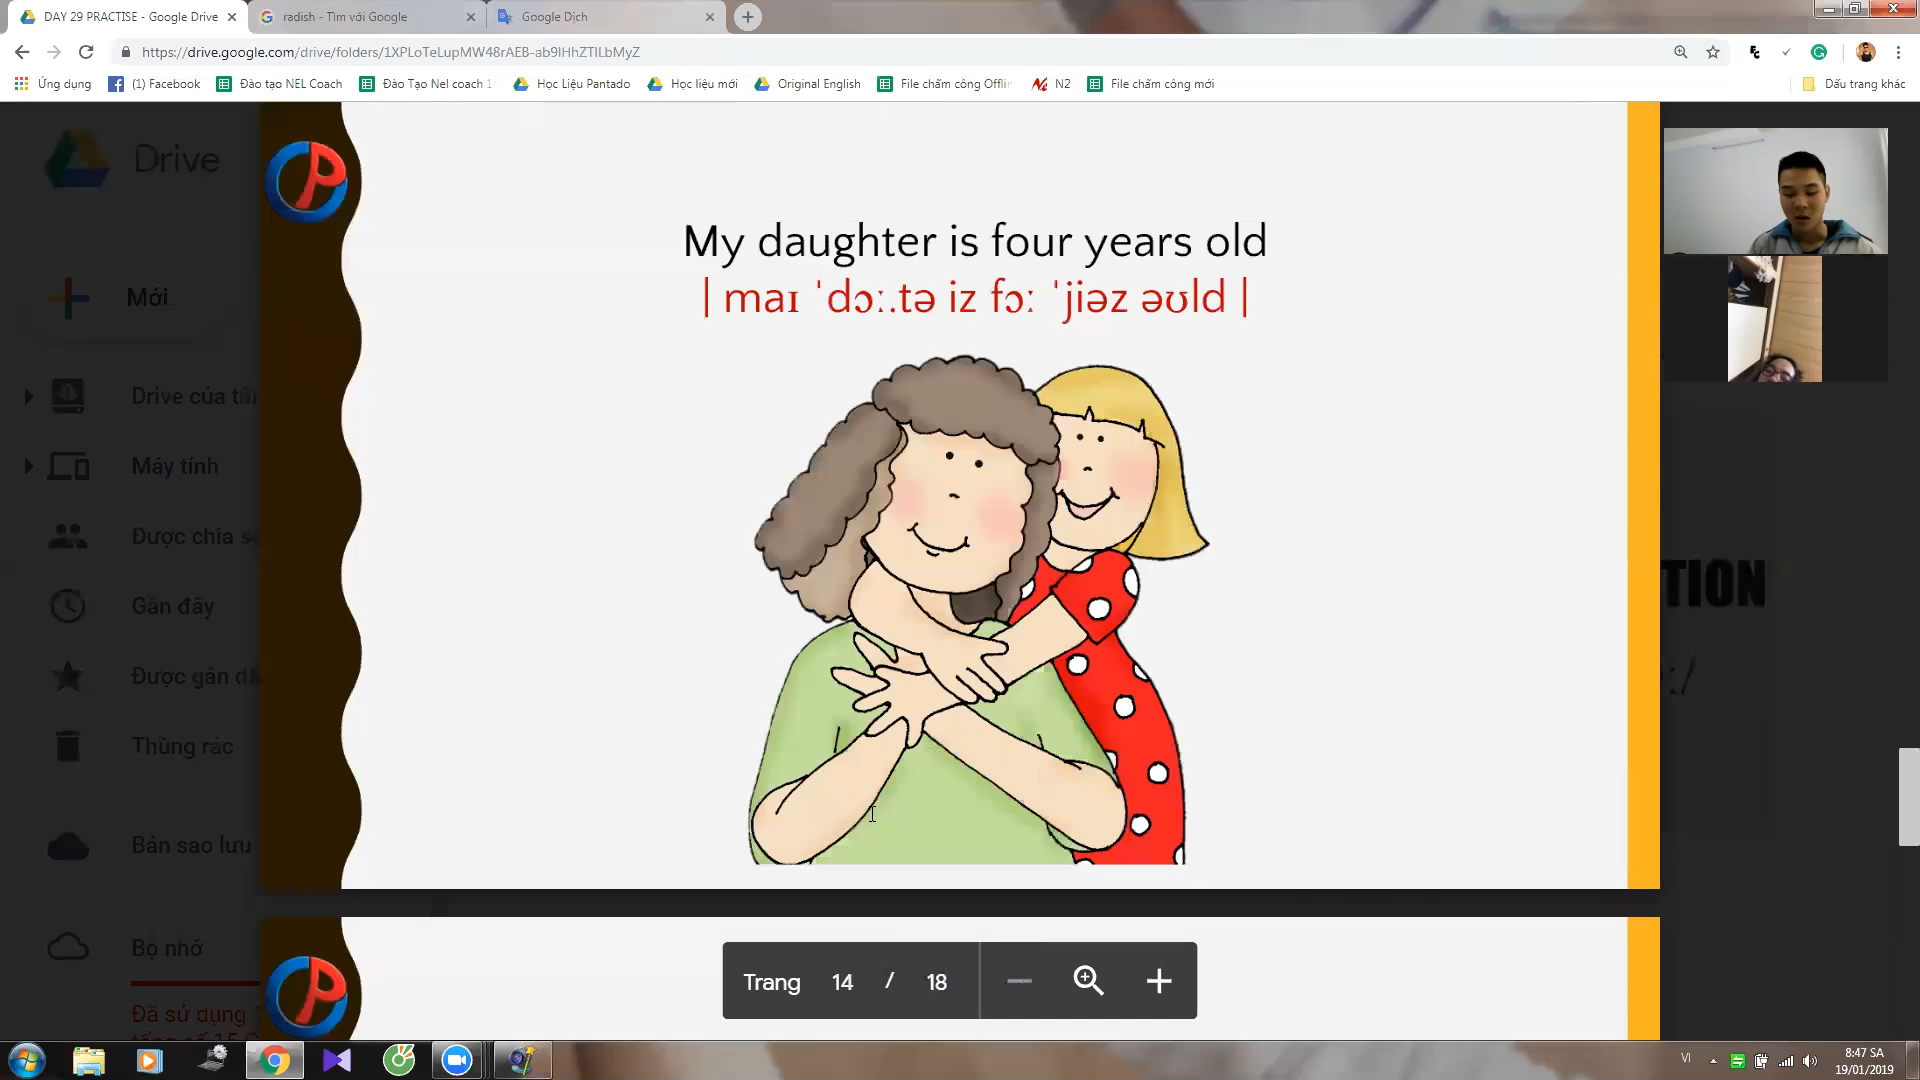 DAY 29 PRACTISE - Google Drive
radish - Tìm với Google
Google Dịch
https://drive.google.com/drive/folders/1XPLoTeLupMW48rAEB-ab9lHhZTILbMyZ
Ứng dụng
(1) Facebook
Đào tạo NEL Coach
Đào Tạo Nel coach 1
Học Liệu Pantado
Học liệu mới
Original English
File chấm công Offlin
N2
File chấm công mới
Dấu trang khác
Drive
Mới
Drive của
Máy tính
Được chia
Gần đây
Được gắn
Thùng rác
Bản sao lưu
Bộ nhớ
Đã sử dụng
My daughter is four years old
| maɪ ˈdɔː.tə iz fɔː ˈjiəz əʊld |
TION
Trang 14 / 18
VI
8:47 SA
19/01/2019